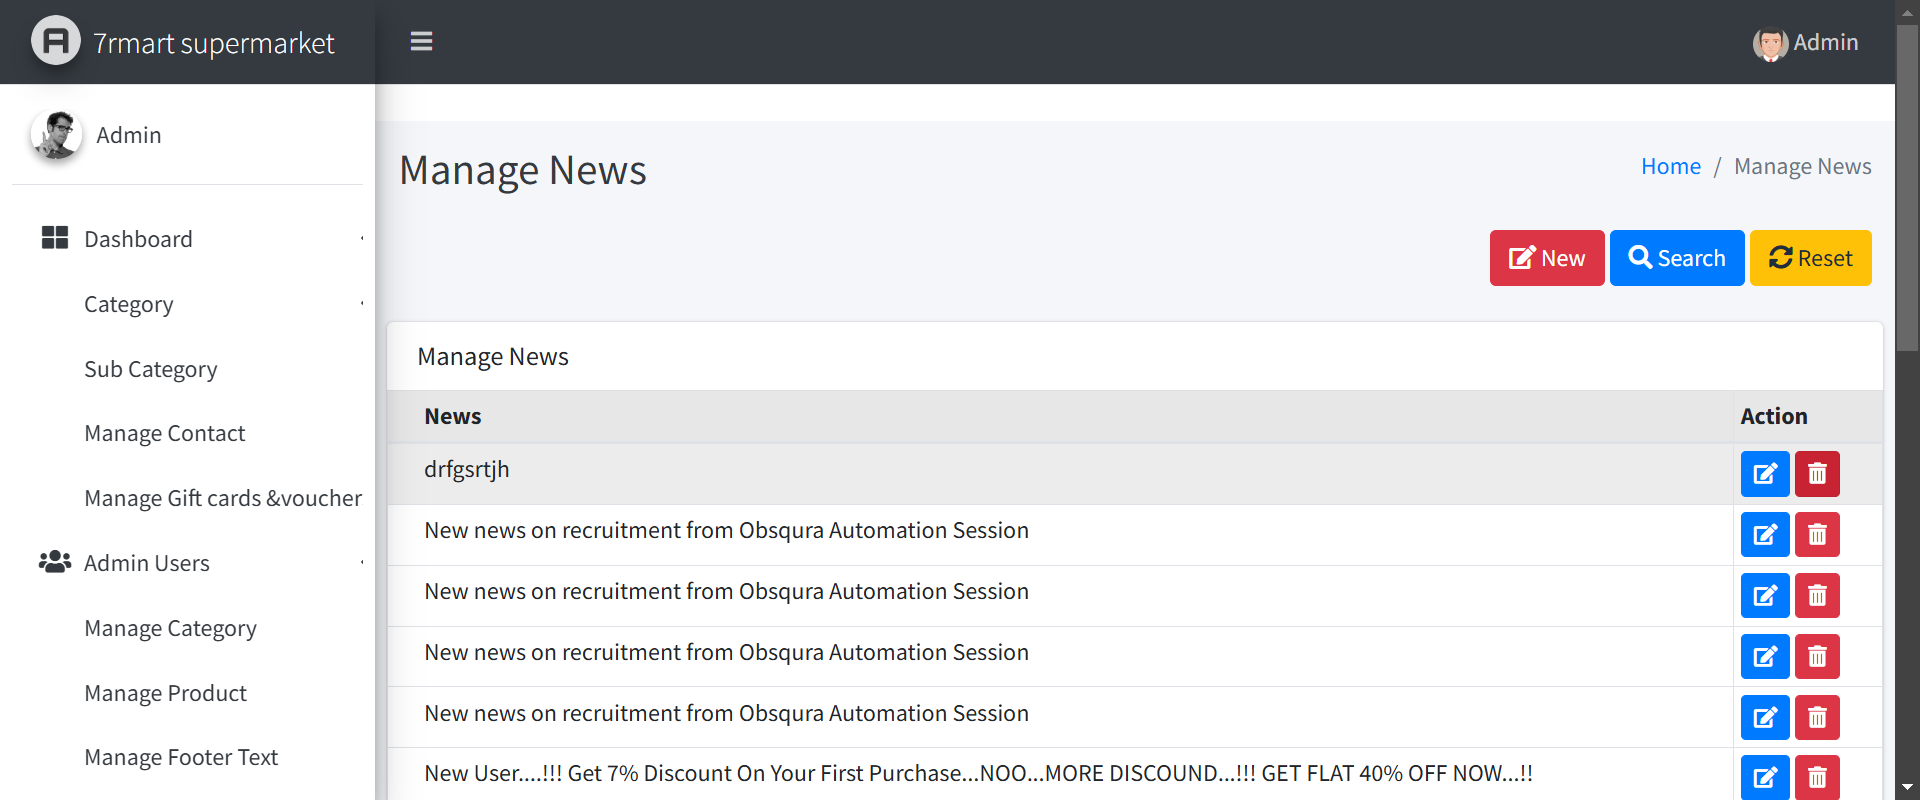 7rmart supermarket
Admin
Admin
Dashboard
Category
Sub Category
Manage Contact
Manage Gift cards &voucher
Admin Users
Manage Category
Manage Product
Manage Footer Text
Manage News
Home / Manage News
New
Search
Reset
Manage News
News Action
drfgsrtjh
New news on recruitment from Obsqura Automation Session
New news on recruitment from Obsqura Automation Session
New news on recruitment from Obsqura Automation Session
New news on recruitment from Obsqura Automation Session
New User....!!! Get 7% Discount On Your First Purchase...NOO...MORE DISCOUND...!!! GET FLAT 40% OFF NOW...!!